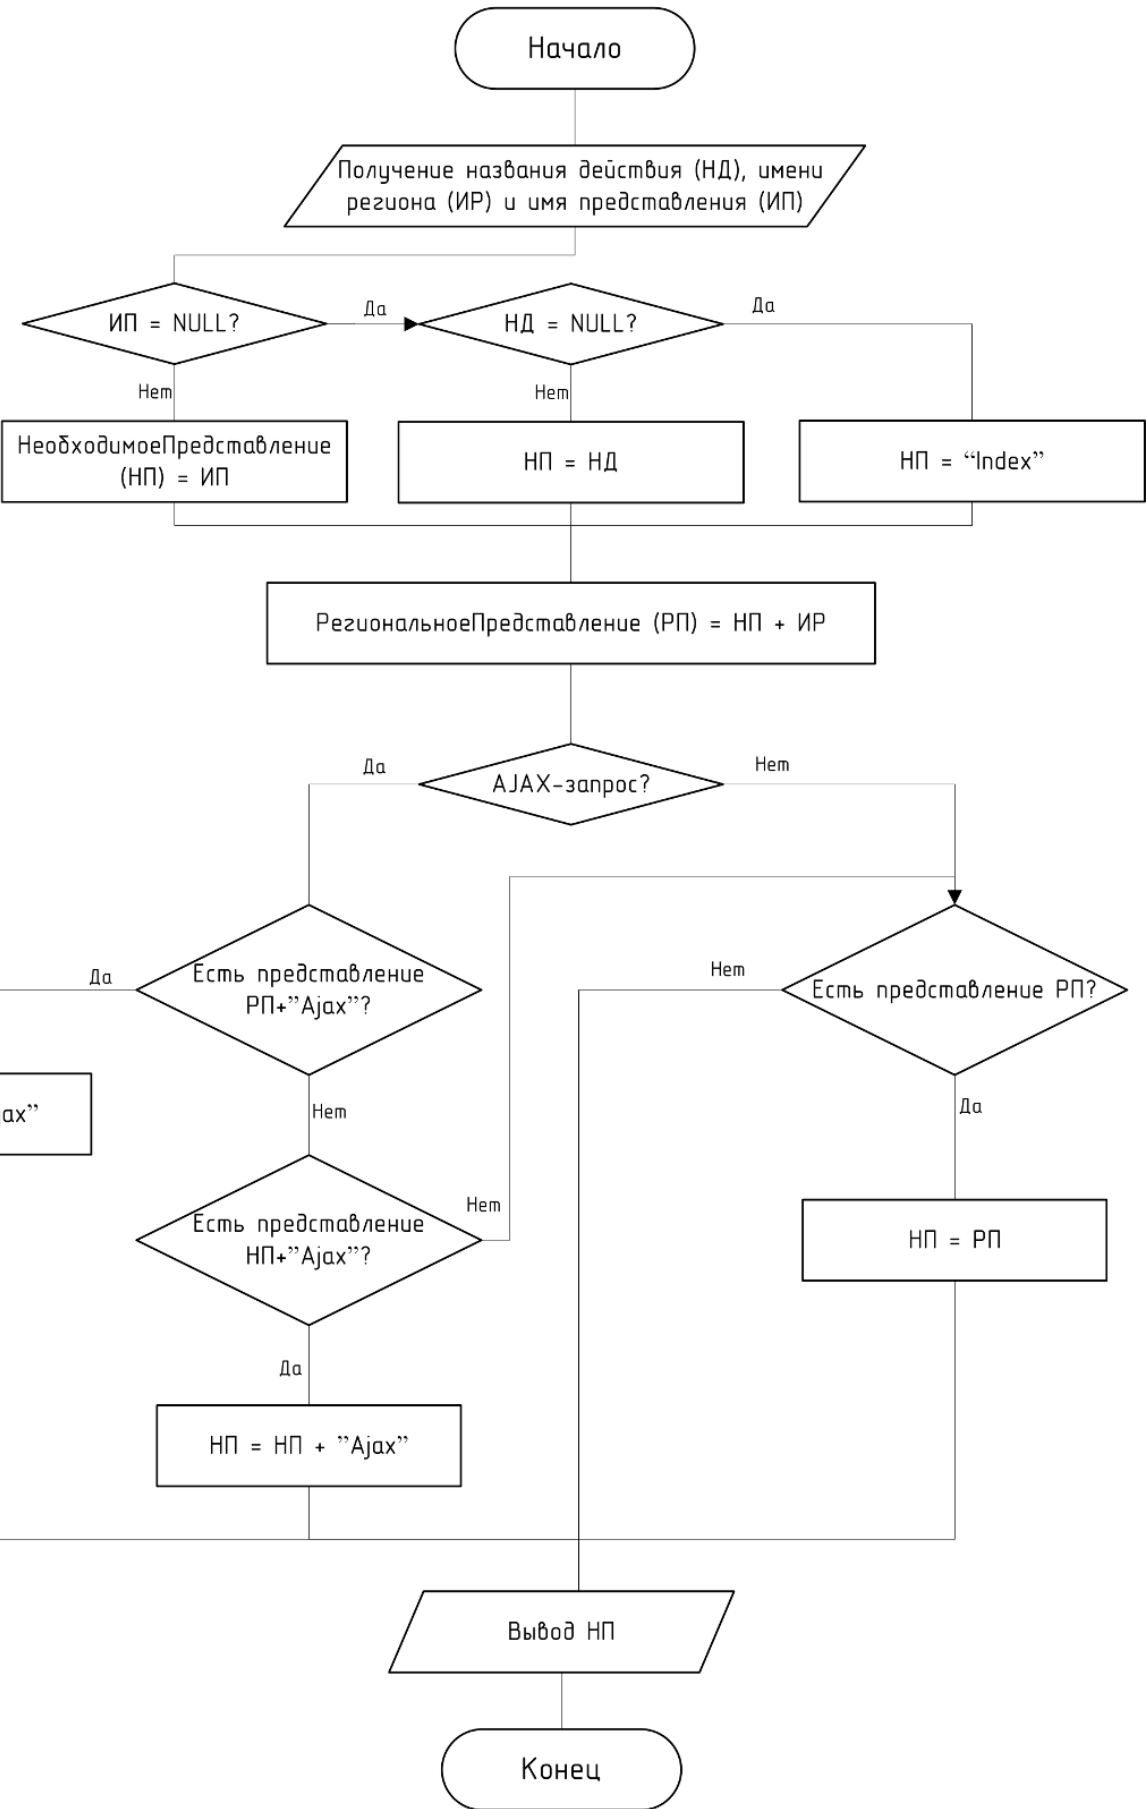 Начало
Получение названия действия (НД), имени
региона (ИР) и имя представления (ИП)
ИП = NULL?
Да
НД = NULL?
Да
Нет
Нет
НеобходимоеПредставление
(НП) = ИП
НП = НД
НП = “Index”
РегиональноеПредставление (РП) = НП + ИР
Да
AJAX-запрос?
Нет
Да
Есть представление
РП+”Ajax”?
Нет
Есть представление РП?
ax”
Нет
Да
Есть представление
НП+”Ajax”?
Нет
НП = РП
Да
НП = НП + ”Ajax”
Вывод НП
Конец